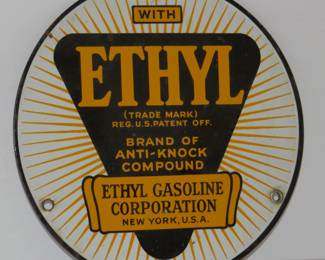 WITH
ETHYL
(TRADE MARK)
REG. U.S. PATENT OFF.
BRAND OF
ANTI-KNOCK
COMPOUND
ETHYL GASOLINE
CORPORATION
NEW YORK, U.S.A.